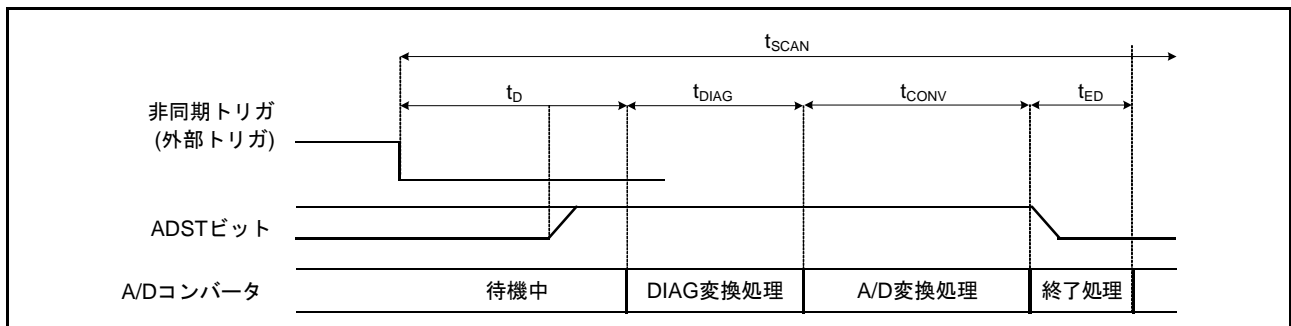 tSCAN
tD
tDIAG
tCONV
tED
非同期トリガ
(外部トリガ)
ADSTビット
A/Dコンバータ
待機中
DIAG変換処理
A/D変換処理
終了処理